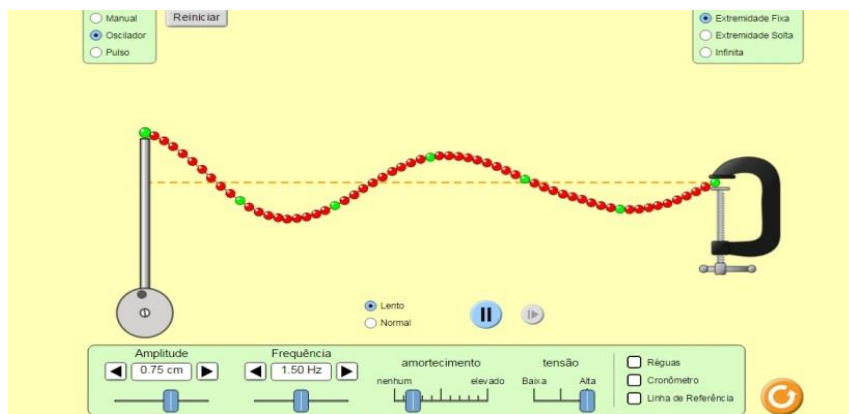 Manual
Oscilador
Pulso
Reiniciar
Extremidade Fixa
Extremidade Solta
Infinita
Lento
Normal
Amplitude
0.75 cm
Frequência
1.50 Hz
amortecimento
nenhum elevado
tensão
Baixa Alta
Réguas
Cronômetro
Linha de Referência